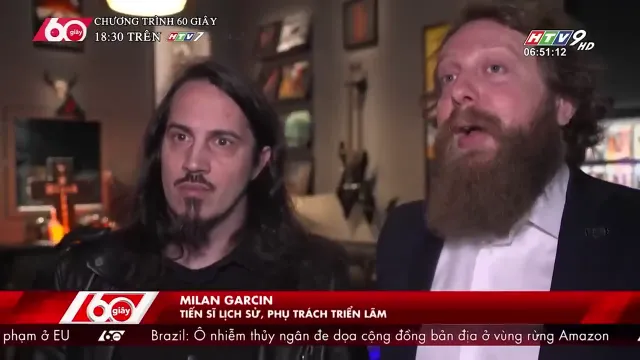 60 giây
CHƯƠNG TRÌNH 60 GIÂY
18:30 TRÊN HTV7
HTV9 HD
06:51:12
60 giây
MILAN GARCIN
TIẾN SĨ LỊCH SỬ, PHỤ TRÁCH TRIỂN LÃM
phạm ở EU 60 giây Brazil: Ô nhiễm thủy ngân đe dọa cộng đồng bản địa ở vùng rừng Amazon